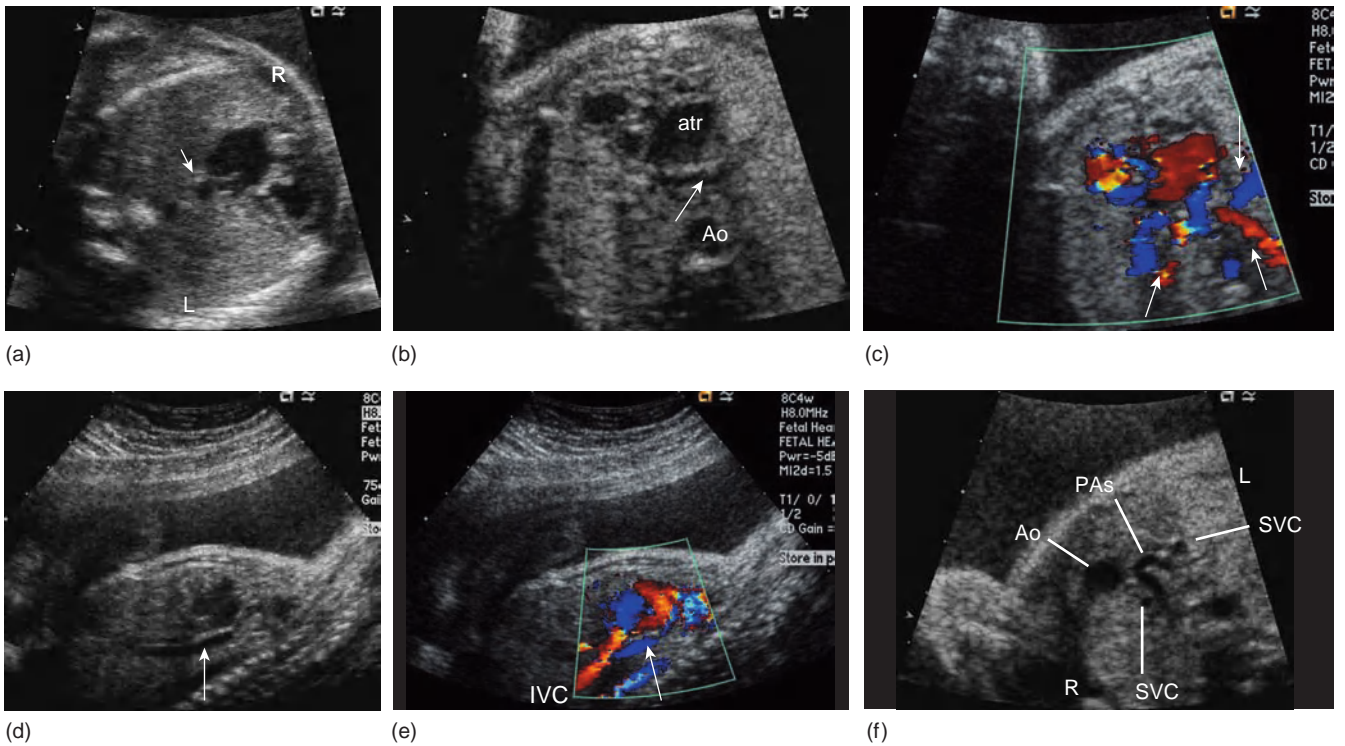 R
L
(a)
atr
Ao
(b)
8C4
H8.
Fet
FET.
Pwr
MI2
T1/
1/2
CD =
Stor
(c)
8C4
H8.
Fet
Fet
Pwr
75
Gai
Sto
(d)
8C4w
H8.0MHz
Fetal Hear
FETAL HE
Pwr=-5dB
MI2d=1.5
T1/ 0/ 1
1/2
CD Gain =
Store in p
IVC
(e)
PAs
L
SVC
Ao
R
SVC
(f)